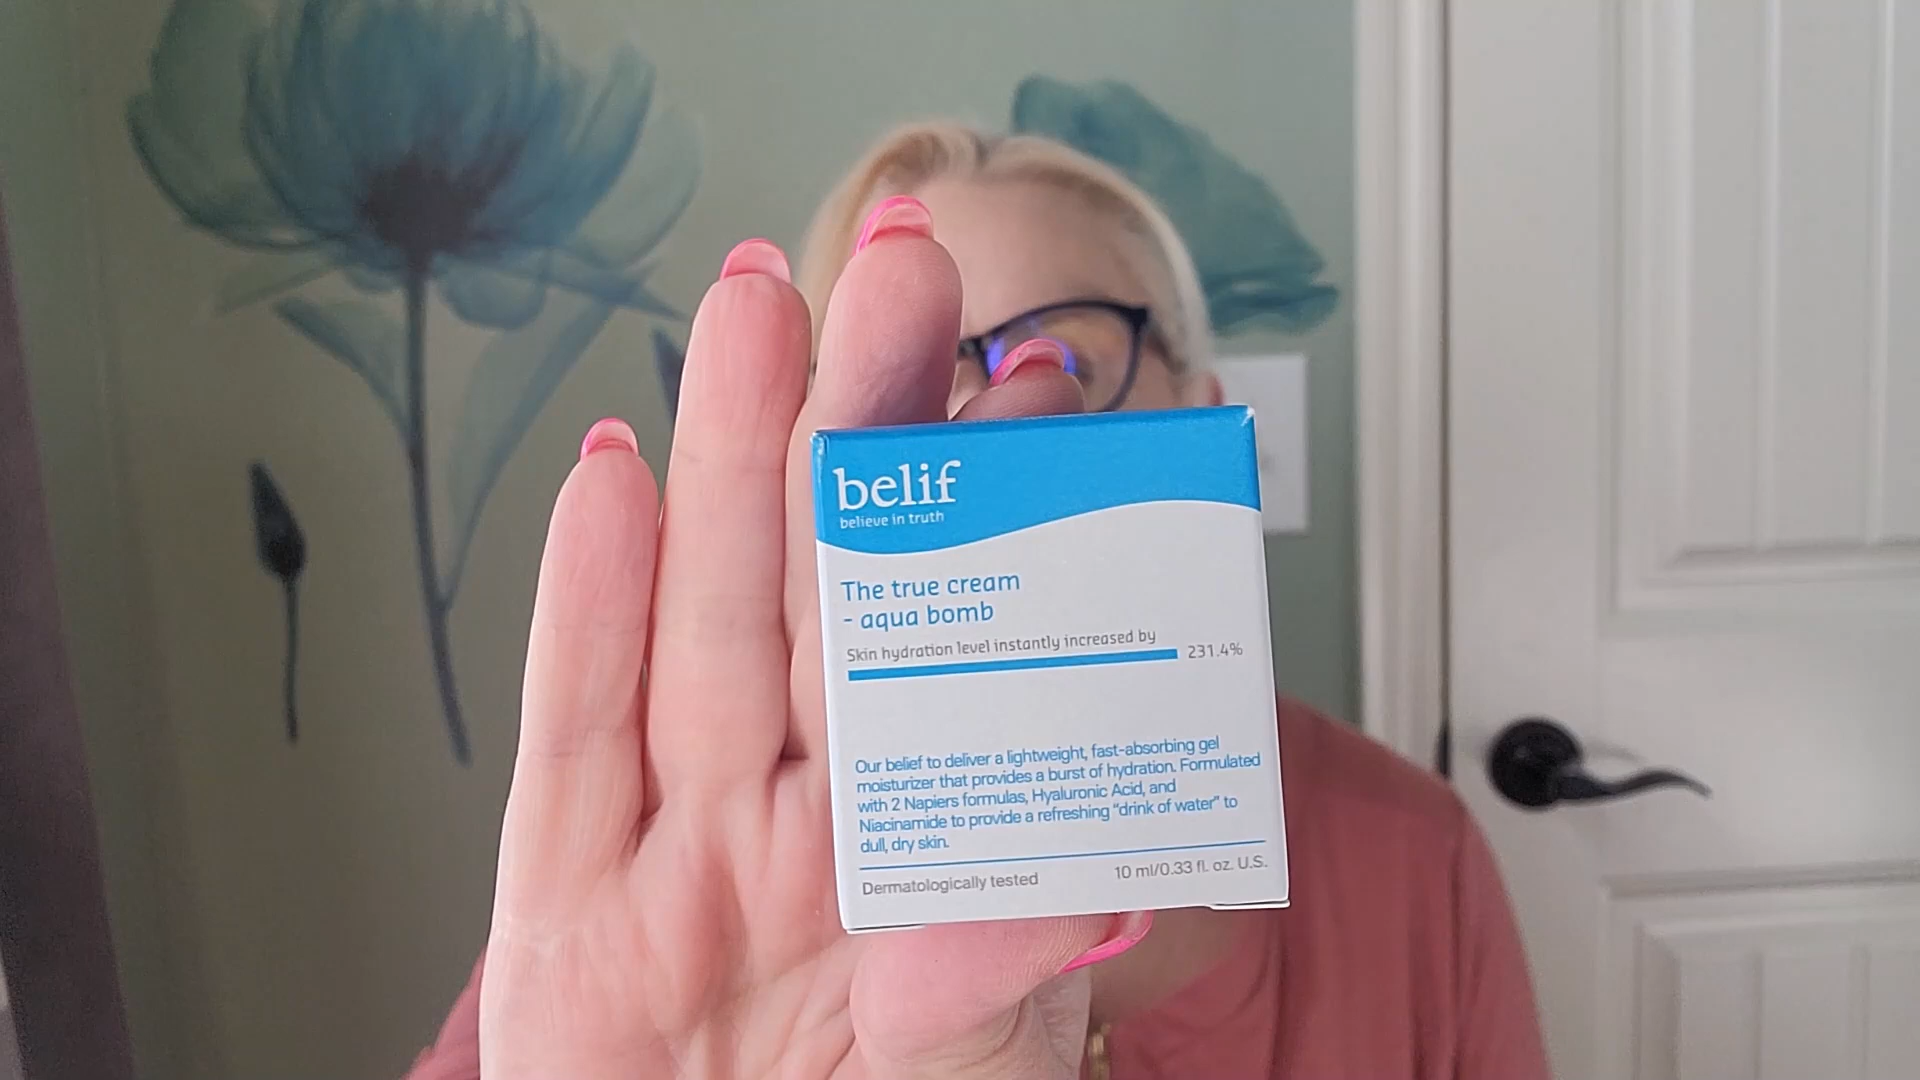 belif
believe in truth
The true cream
- aqua bomb
Skin hydration level instantly increased by
231.4%
Our belief to deliver a lightweight, fast-absorbing gel
moisturizer that provides a burst of hydration. Formulated
with 2 Napiers formulas, Hyaluronic Acid, and
Niacinamide to provide a refreshing "drink of water" to
dull, dry skin.
Dermatologically tested
10 ml/0.33 fl. oz. U.S.